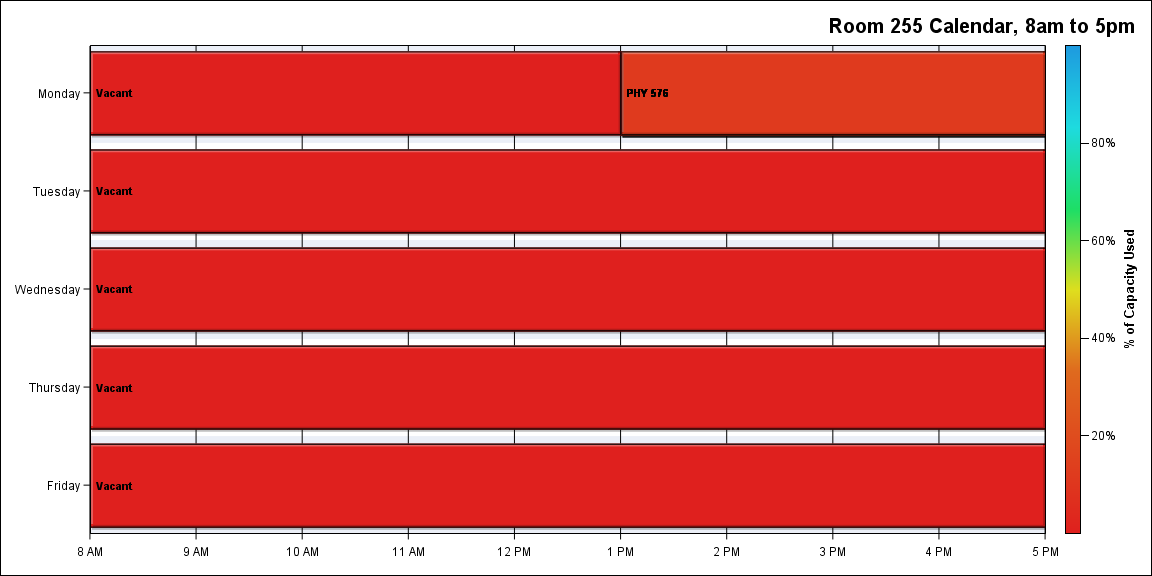 Room 255 Calendar, 8am to 5pm
Monday
Vacant
PHY 576
Tuesday
Vacant
Wednesday
Vacant
Thursday
Vacant
Friday
Vacant
8 AM 9 AM 10 AM 11 AM 12 PM 1 PM 2 PM 3 PM 4 PM 5 PM
80%
60%
40%
20%
% of Capacity Used